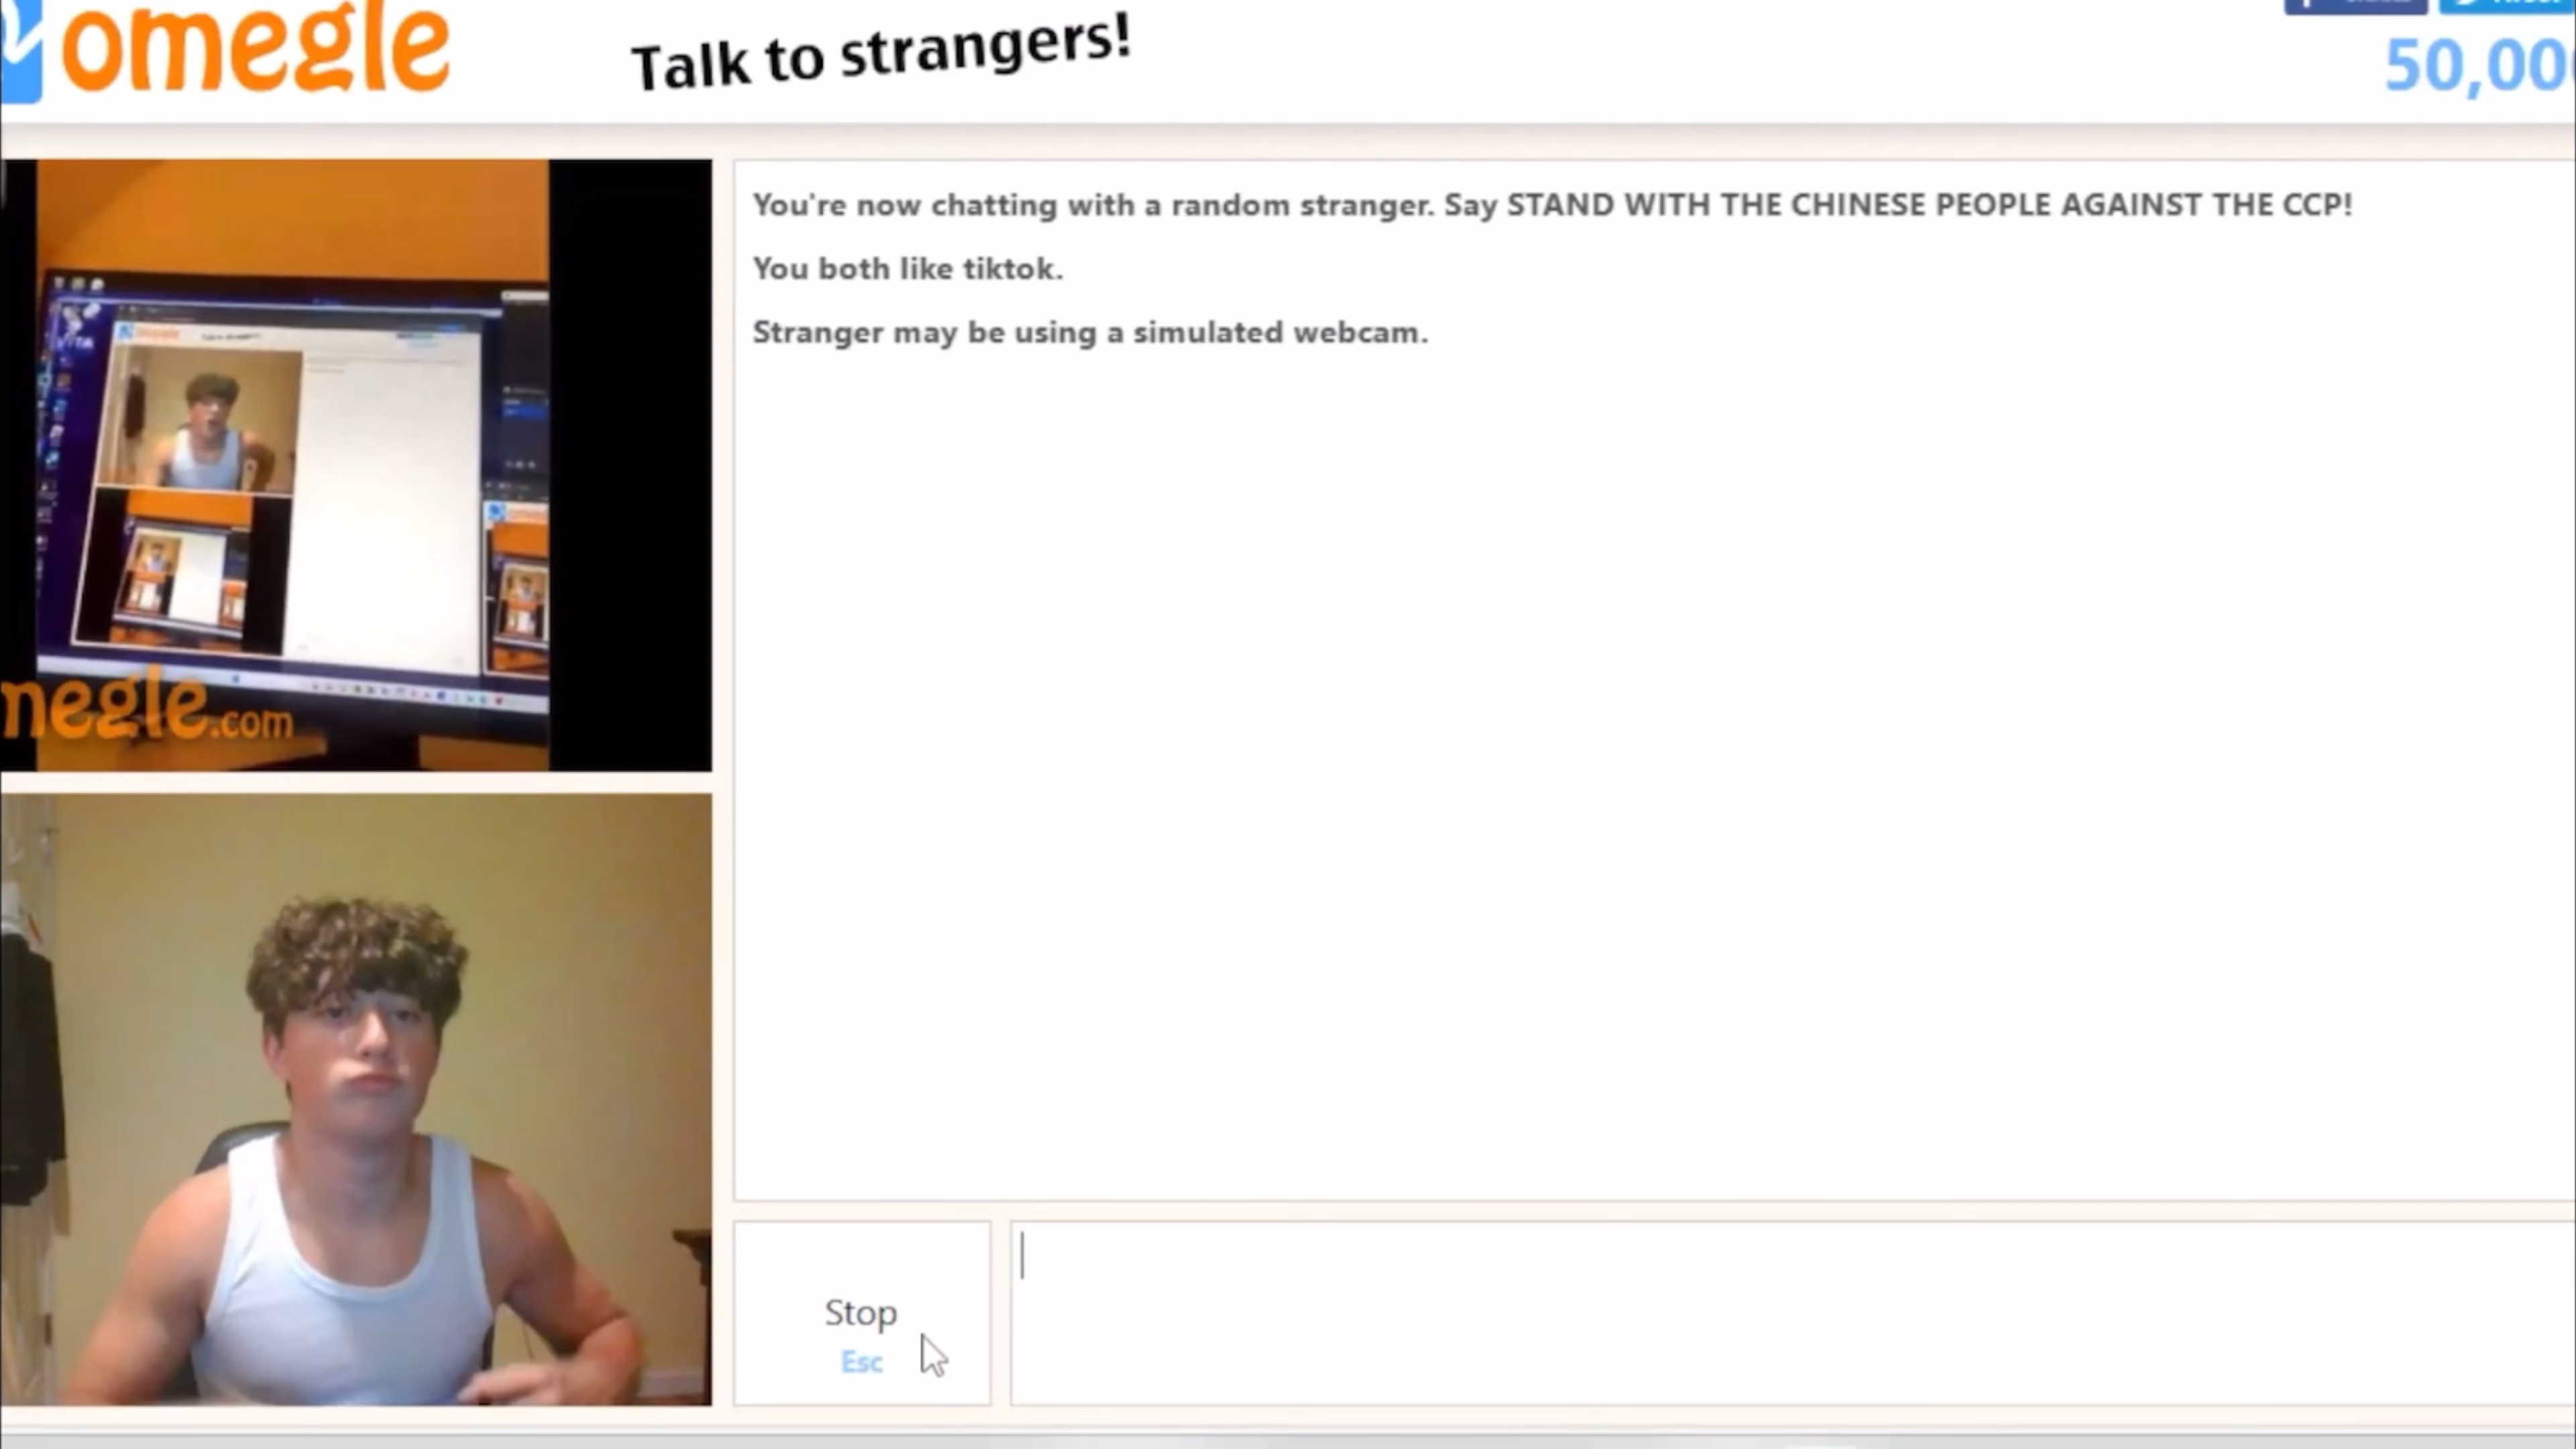 omegle
Talk to strangers!
50,00
You're now chatting with a random stranger. Say STAND WITH THE CHINESE PEOPLE AGAINST THE CCP!
You both like tiktok.
Stranger may be using a simulated webcam.
megle.com
Stop
Esc